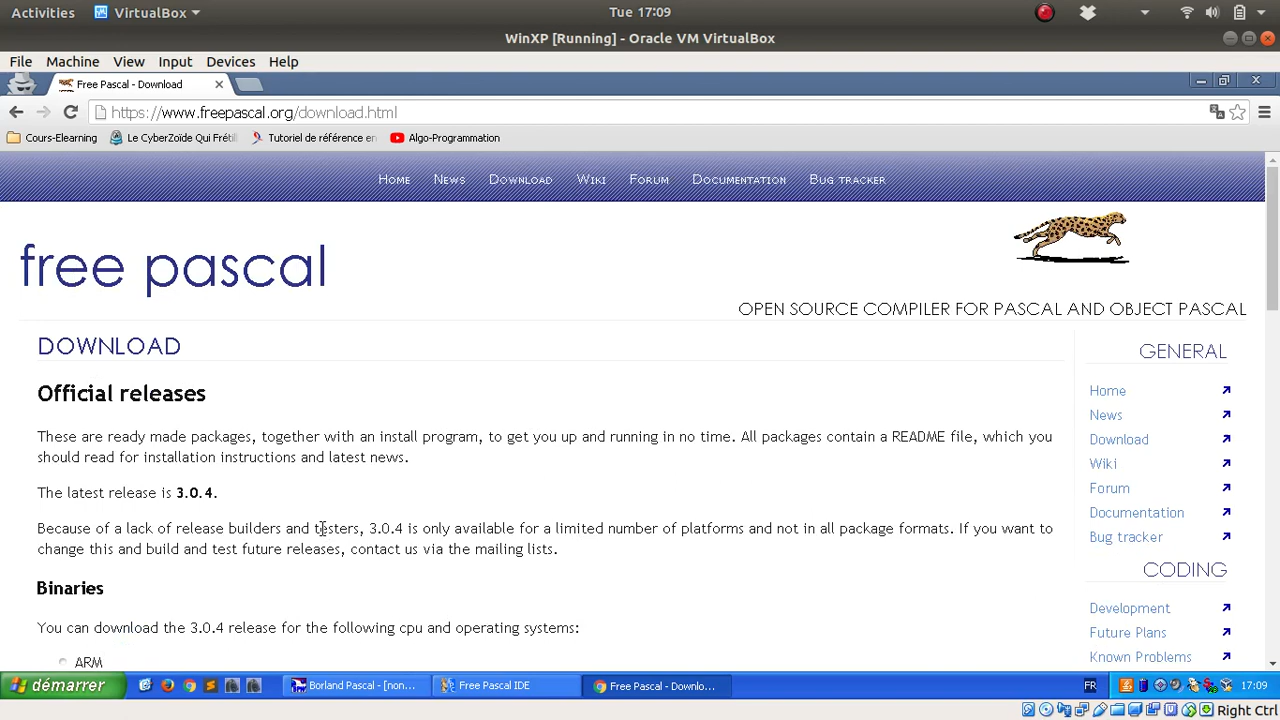 Activities VirtualBox Tue 17:09
WinXP [Running] - Oracle VM VirtualBox
File Machine View Input Devices Help
Free Pascal - Download
https://www.freepascal.org/download.html
Cours-Elearning Le CyberZoïde Qui Frétil Tutoriel de référence en Algo-Programmation
Home News Download Wiki Forum Documentation Bug tracker
free pascal
OPEN SOURCE COMPILER FOR PASCAL AND OBJECT PASCAL
DOWNLOAD
Official releases
These are ready made packages, together with an install program, to get you up and running in no time. All packages contain a README file, which you
should read for installation instructions and latest news.
The latest release is 3.0.4.
Because of a lack of release builders and testers, 3.0.4 is only available for a limited number of platforms and not in all package formats. If you want to
change this and build and test future releases, contact us via the mailing lists.
Binaries
You can download the 3.0.4 release for the following cpu and operating systems:
ARM
GENERAL
Home
News
Download
Wiki
Forum
Documentation
Bug tracker
CODING
Development
Future Plans
Known Problems
démarrer Borland Pascal - [non... Free Pascal IDE Free Pascal - Downlo... FR 17:09
Right Ctrl